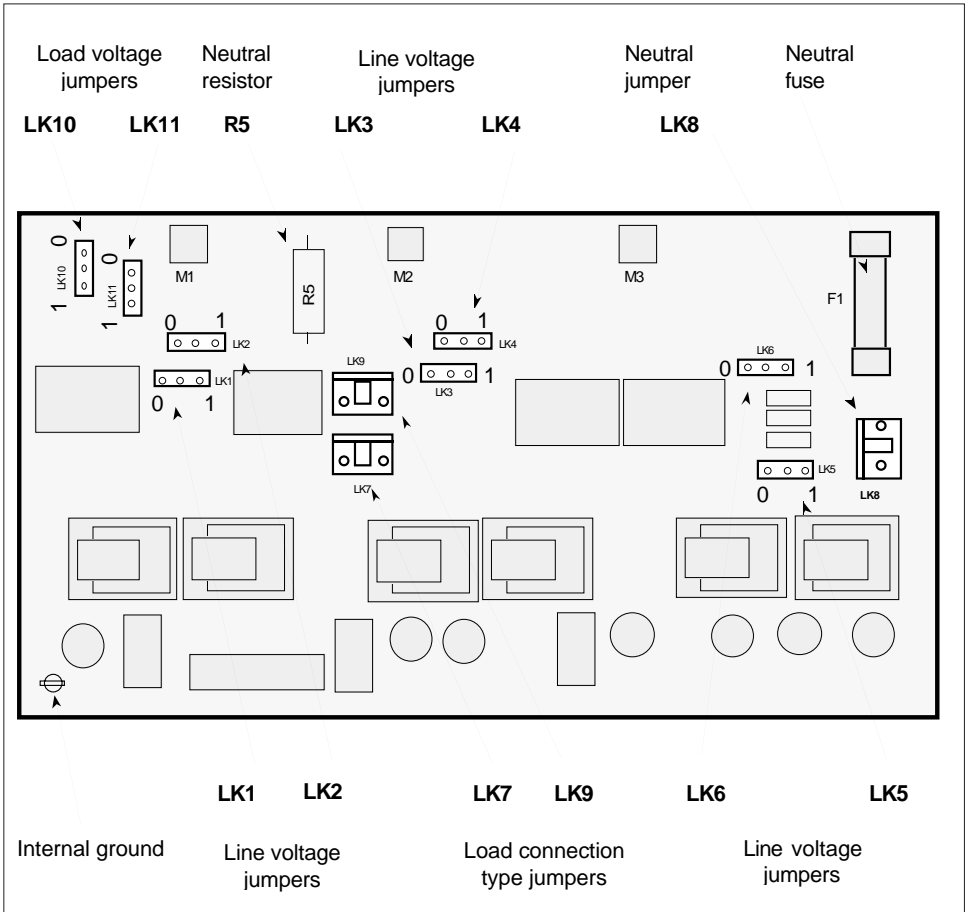 Load voltage
jumpers
Neutral
resistor
Line voltage
jumpers
Neutral
jumper
Neutral
fuse
LK10 LK11 R5 LK3 LK4 LK8
0
LK10
1
0
LK11
1
M1
R5
M2
M3
F1
0 1
LK2
LK1
0 1
0 1
LK4
0 1
LK3
LK9
LK7
LK6
0 1
LK5
0 1
LK8
LK1 LK2 LK7 LK9 LK6 LK5
Internal ground
Line voltage
jumpers
Load connection
type jumpers
Line voltage
jumpers